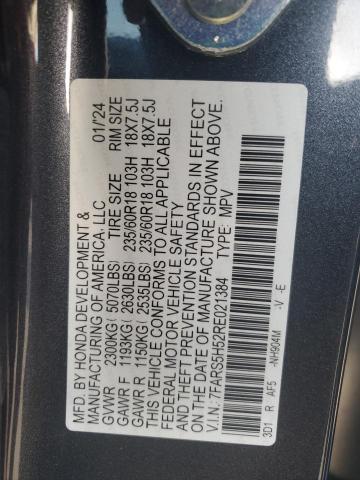 MFD. BY HONDA DEVELOPMENT & 01/'24
MANUFACTURING OF AMERICA, LLC
GVWR 2300KG( 5070LBS) TIRE SIZE RIM SIZE
GAWR F 1193KG( 2630LBS) 235/60R18 103H 18X7.5J
GAWR R 1150KG( 2535LBS) 235/60R18 103H 18X7.5J
THIS VEHICLE CONFORMS TO ALL APPLICABLE
FEDERAL MOTOR VEHICLE SAFETY
AND THEFT PREVENTION STANDARDS IN EFFECT
ON THE DATE OF MANUFACTURE SHOWN ABOVE.
V.I.N.: 7FARS5H52RE021384 TYPE: MPV
3D1 R AF5 -NH904M -V -E